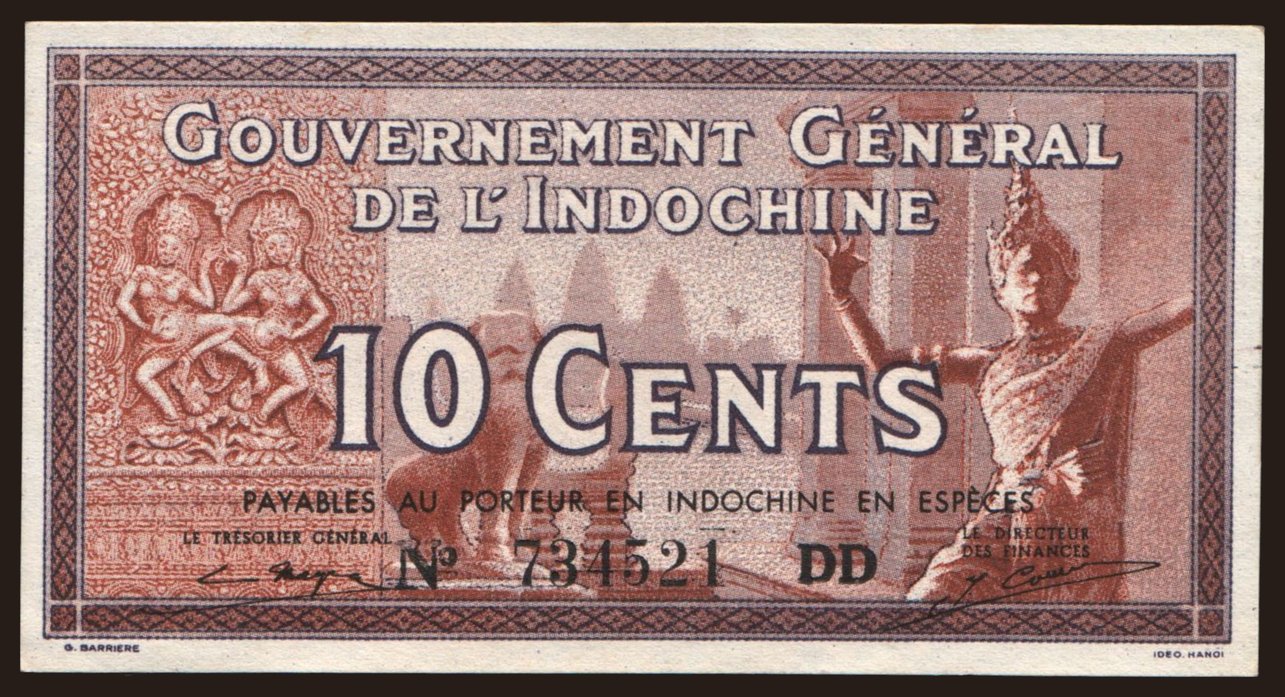 GOUVERNEMENT GÉNÉRAL
DE L'INDOCHINE
10 CENTS
PAYABLES AU PORTEUR EN INDOCHINE EN ESPÈCES
LE TRÉSORIER GÉNÉRAL
LE DIRECTEUR
DES FINANCES
Nº 734521 DD
G. BARRIÈRE
IDEO. HANOI